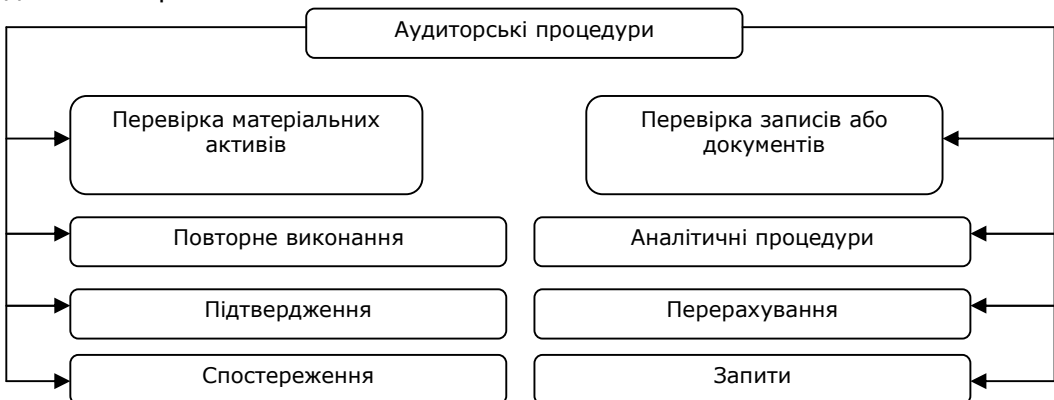 Аудиторські процедури
Перевірка матеріальних
активів
Перевірка записів або
документів
Повторне виконання
Аналітичні процедури
Підтвердження
Перерахування
Спостереження
Запити